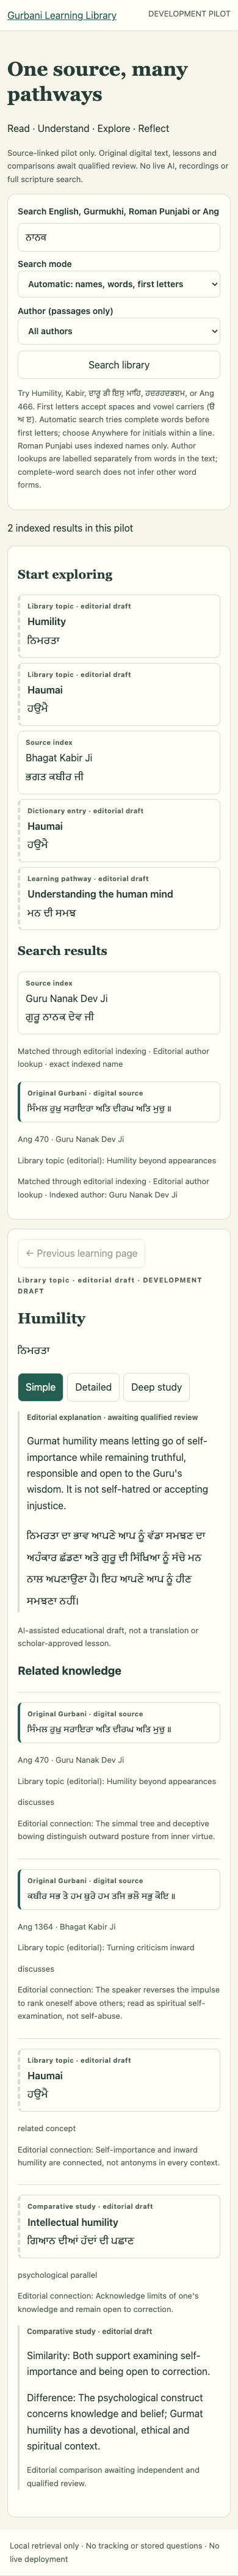 Gurbani Learning Library
DEVELOPMENT PILOT
One source, many
pathways
Read · Understand · Explore · Reflect
Source-linked pilot only. Original digital text, lessons and
comparisons await qualified review. No live AI, recordings or
full scripture search.
Search English, Gurmukhi, Roman Punjabi or Ang
ਨਾਨਕ
Search mode
Automatic: names, words, first letters
Author (passages only)
All authors
Search library
Try Humility, Kabir,
466. First letters accept spaces and vowel carriers (ੳ
ਅ ੲ). Automatic search tries complete words before
first letters; choose Anywhere for initials within a line.
Roman Punjabi uses indexed names only. Author
lookups are labelled separately from words in the text;
complete-word search does not infer other word
forms.
2 indexed results in this pilot
Start exploring
Library topic · editorial draft
Humility
ਨਿਮਰਤਾ
Library topic · editorial draft
Haumai
ਹਉਮੈ
Source index
Bhagat Kabir Ji
ਭਗਤ ਕਬੀਰ ਜੀ
Dictionary entry · editorial draft
Haumai
ਹਉਮੈ
Learning pathway · editorial draft
Understanding the human mind
ਮਨ ਦੀ ਸਮਝ
Search results
Source index
Guru Nanak Dev Ji
ਗੁਰੂ ਨਾਨਕ ਦੇਵ ਜੀ
Matched through editorial indexing · Editorial author
lookup · exact indexed name
Original Gurbani · digital source
ਸਿੰਮਲ ਰੁਖੁ ਸਰਾਇਰਾ ਅਤਿ ਦੀਰਘ ਅਤਿ ਮੁਚੁ ॥
Ang 470 · Guru Nanak Dev Ji
Library topic (editorial): Humility beyond appearances
Matched through editorial indexing · Editorial author
lookup · Indexed author: Guru Nanak Dev Ji
← Previous learning page
Library topic · editorial draft · DEVELOPMENT
DRAFT
Humility
ਨਿਮਰਤਾ
Simple
Detailed
Deep study
Editorial explanation · awaiting qualified review
Gurmat humility means letting go of self-
importance while remaining truthful,
responsible and open to the Guru's
wisdom. It is not self-hatred or accepting
injustice.
ਨਿਮਰਤਾ ਦਾ ਭਾਵ ਆਪਣੇ ਆਪ ਨੂੰ ਵੱਡਾ ਸਮਝਣ ਦਾ
ਅਹੰਕਾਰ ਛੱਡਣਾ ਅਤੇ ਗੁਰੂ ਦੀ ਸਿੱਖਿਆ ਨੂੰ ਸੱਚੇ ਮਨ
ਨਾਲ ਅਪਣਾਉਣਾ ਹੈ। ਇਹ ਆਪਣੇ ਆਪ ਨੂੰ ਹੀਣ
ਸਮਝਣਾ ਨਹੀਂ।
AI-assisted educational draft, not a translation or
scholar-approved lesson.
Related knowledge
Original Gurbani · digital source
ਸਿੰਮਲ ਰੁਖੁ ਸਰਾਇਰਾ ਅਤਿ ਦੀਰਘ ਅਤਿ ਮੁਚੁ ॥
Ang 470 · Guru Nanak Dev Ji
Library topic (editorial): Humility beyond appearances
discusses
Editorial connection: The simmal tree and deceptive
bowing distinguish outward posture from inner virtue.
Original Gurbani · digital source
ਕਬੀਰ ਸਭ ਤੇ ਹਮ ਬੁਰੇ ਹਮ ਤਜਿ ਭਲੋ ਸਭੁ ਕੋਇ ॥
Ang 1364 · Bhagat Kabir Ji
Library topic (editorial): Turning criticism inward
discusses
Editorial connection: The speaker reverses the impulse
to rank oneself above others; read as spiritual self-
examination, not self-abuse.
Library topic · editorial draft
Haumai
ਹਉਮੈ
related concept
Editorial connection: Self-importance and inward
humility are connected, not antonyms in every context.
Comparative study · editorial draft
Intellectual humility
ਗਿਆਨ ਦੀਆਂ ਹੱਦਾਂ ਦੀ ਪਛਾਣ
psychological parallel
Editorial connection: Acknowledge limits of one's
knowledge and remain open to correction.
Comparative study · editorial draft
Similarity: Both support examining self-
importance and being open to correction.
Difference: The psychological construct
concerns knowledge and belief; Gurmat
humility has a devotional, ethical and
spiritual context.
Editorial comparison awaiting independent and
qualified review.
Local retrieval only · No tracking or stored questions · No
live deployment